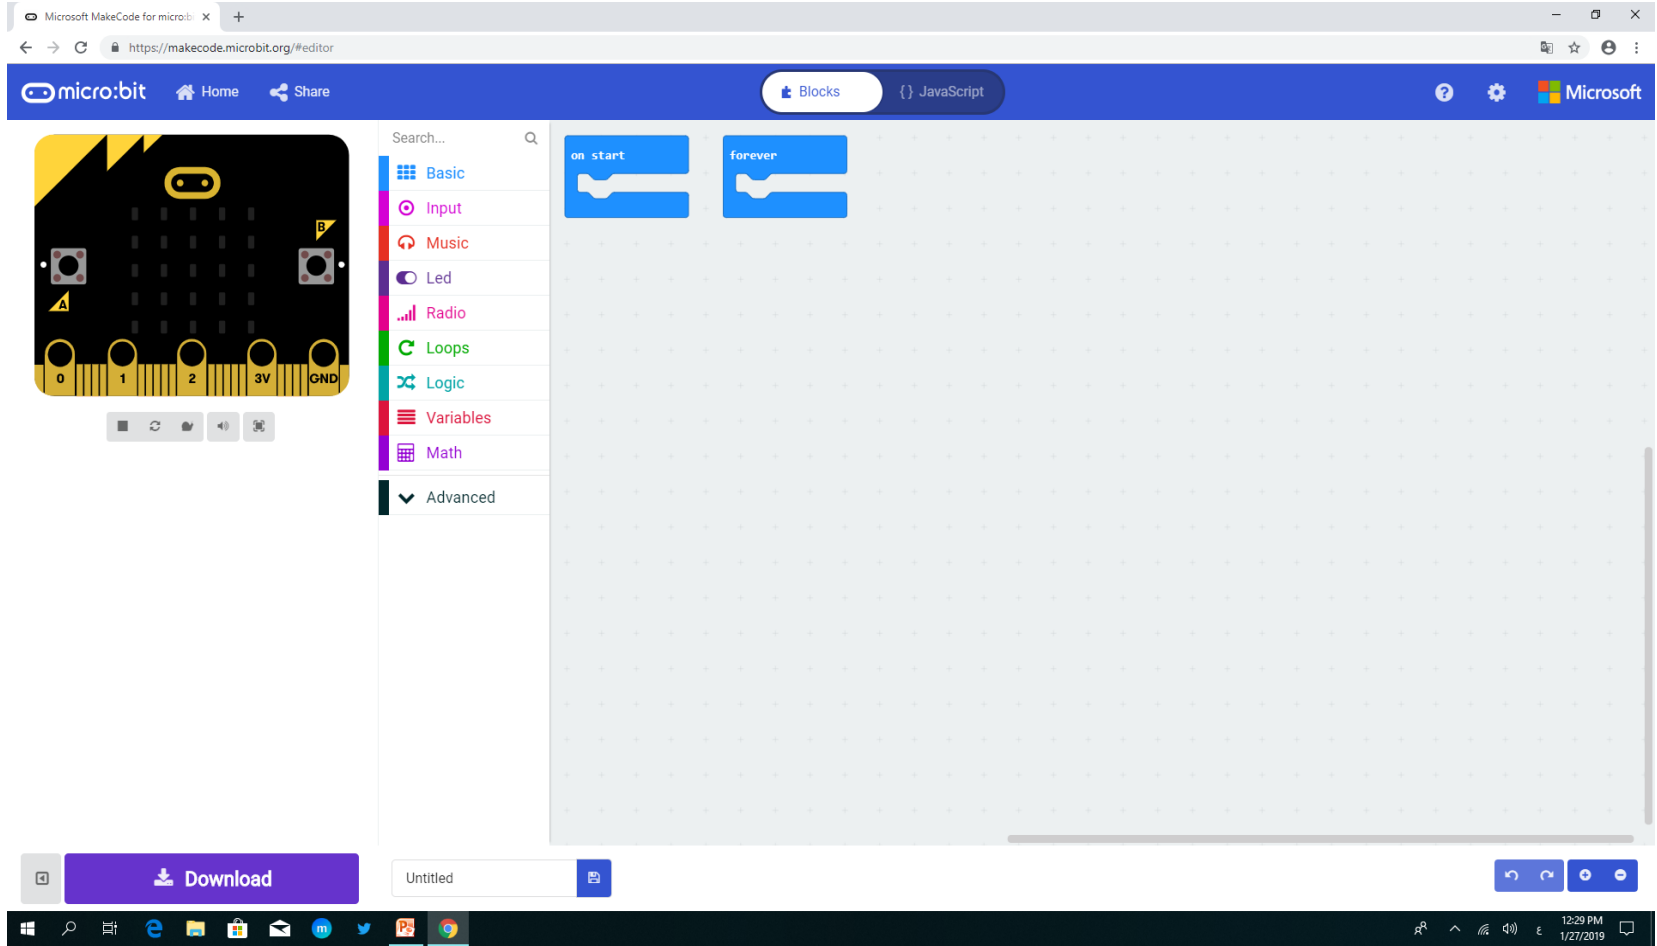 Microsoft MakeCode for micro:b
https://makecode.microbit.org/#editor
micro:bit Home Share Blocks {} JavaScript ? Microsoft
Search...
Basic
Input
Music
Led
Radio
Loops
Logic
Variables
Math
Advanced
B
A
0 1 2 3V GND
on start
forever
Download
Untitled
12:29 PM
ع
1/27/2019